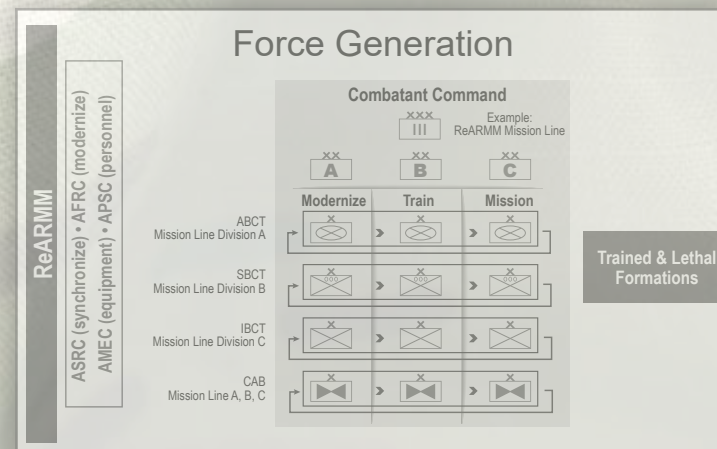 Force Generation
ReARMM
ASRC (synchronize) • AFRC (modernize)
AMEC (equipment) • APSC (personnel)
Combatant Command
XXX
III
Example:
ReARMM Mission Line
XX XX XX
A B C
Modernize Train Mission
ABCT
Mission Line Division A
X X X
SBCT
Mission Line Division B
X X X
IBCT
Mission Line Division C
X X X
CAB
Mission Line A, B, C
X X X
Trained & Lethal
Formations